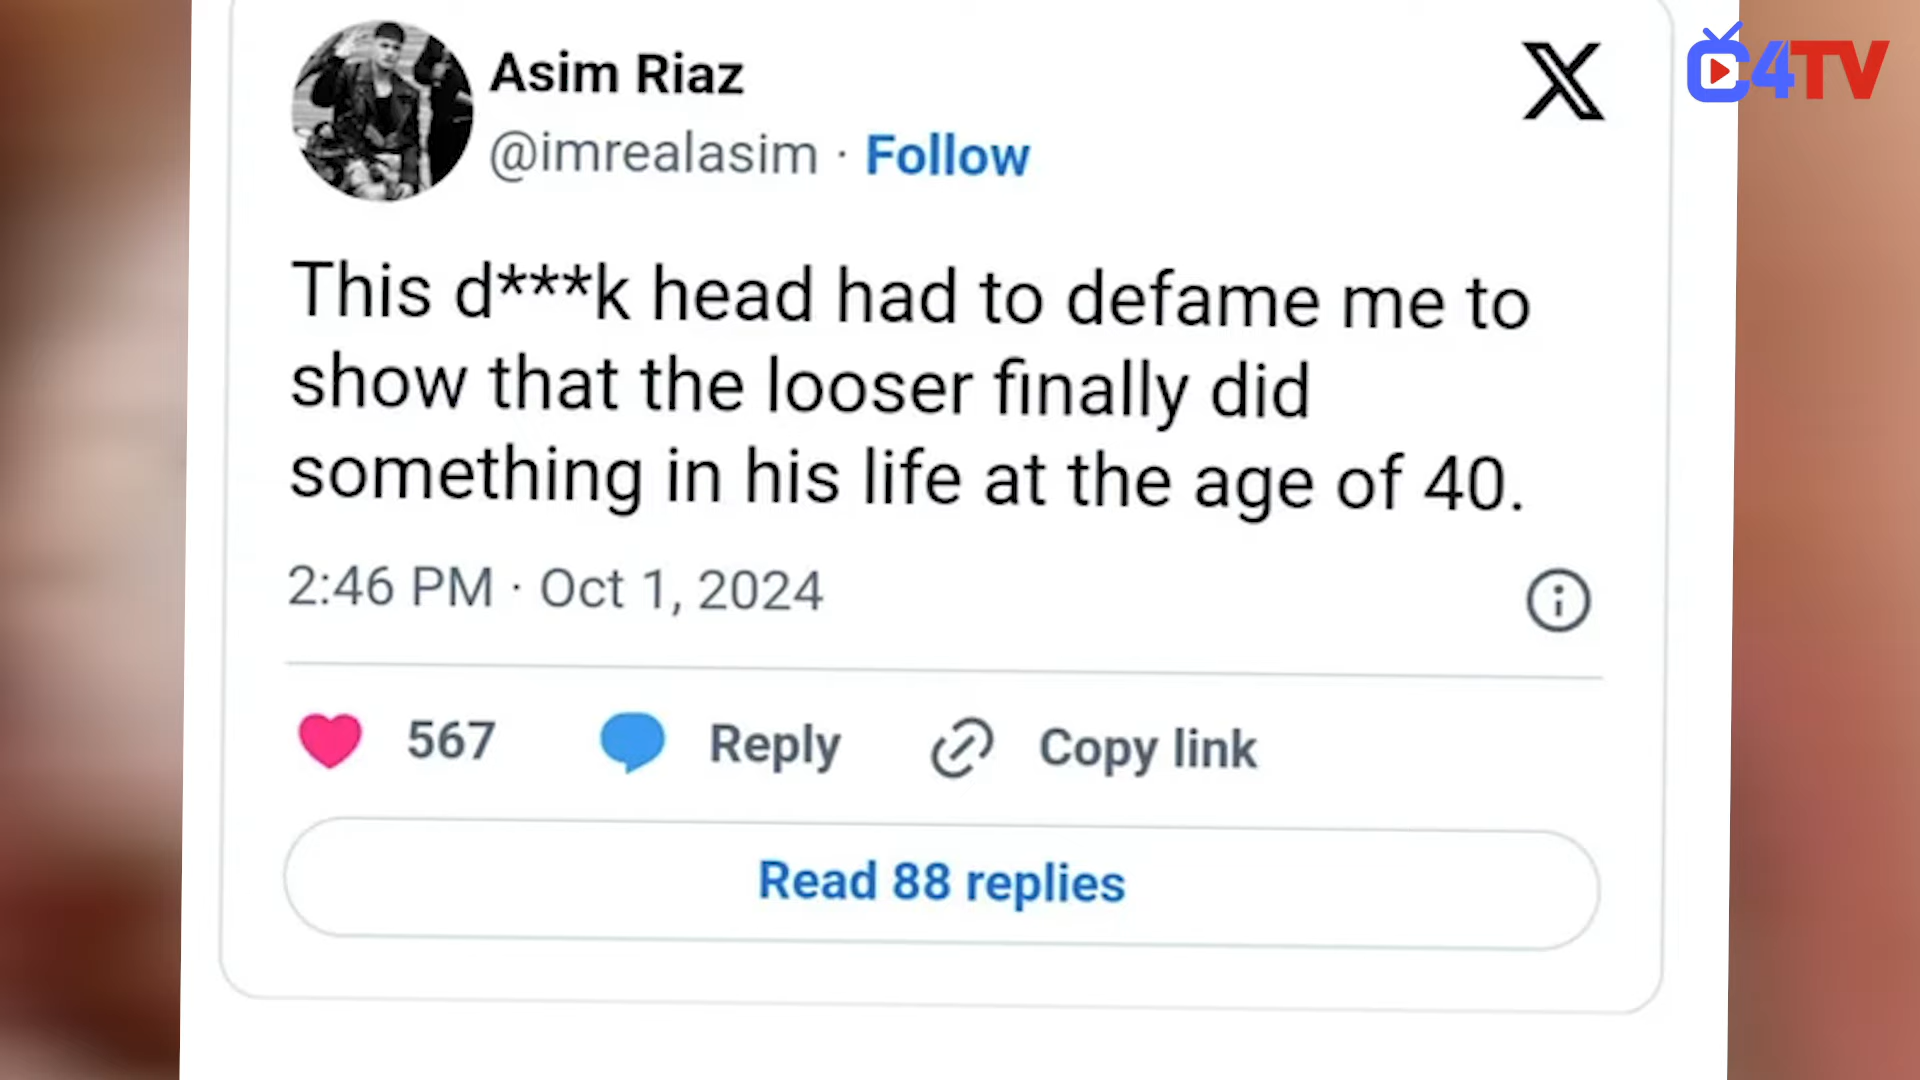 Asim Riaz
@imrealasim · Follow
This d***k head had to defame me to
show that the looser finally did
something in his life at the age of 40.
2:46 PM · Oct 1, 2024
567 Reply Copy link
Read 88 replies
C4TV